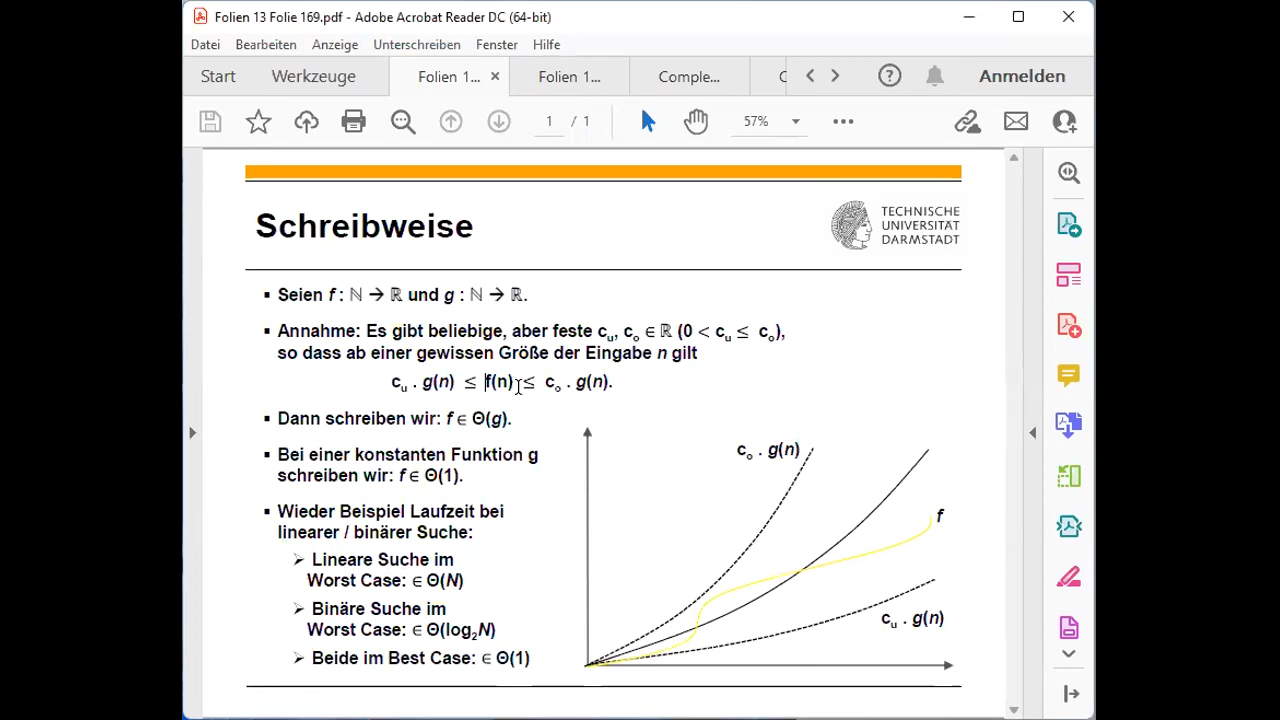 Folien 13 Folie 169.pdf - Adobe Acrobat Reader DC (64-bit)
Datei Bearbeiten Anzeige Unterschreiben Fenster Hilfe
Start Werkzeuge Folien 1... Folien 1... Comple... Anmelden
1 / 1 57%
Schreibweise
TECHNISCHE
UNIVERSITÄT
DARMSTADT
▪ Seien f : ℕ → ℝ und g : ℕ → ℝ.
▪ Annahme: Es gibt beliebige, aber feste cᵤ, cₒ ∈ ℝ (0 < cᵤ ≤ cₒ),
so dass ab einer gewissen Größe der Eingabe n gilt
cᵤ . g(n) ≤ f(n) ≤ cₒ . g(n).
▪ Dann schreiben wir: f ∈ Θ(g).
▪ Bei einer konstanten Funktion g
schreiben wir: f ∈ Θ(1).
▪ Wieder Beispiel Laufzeit bei
linearer / binärer Suche:
➢ Lineare Suche im
Worst Case: ∈ Θ(N)
➢ Binäre Suche im
Worst Case: ∈ Θ(log₂N)
➢ Beide im Best Case: ∈ Θ(1)
cₒ . g(n)
f
cᵤ . g(n)